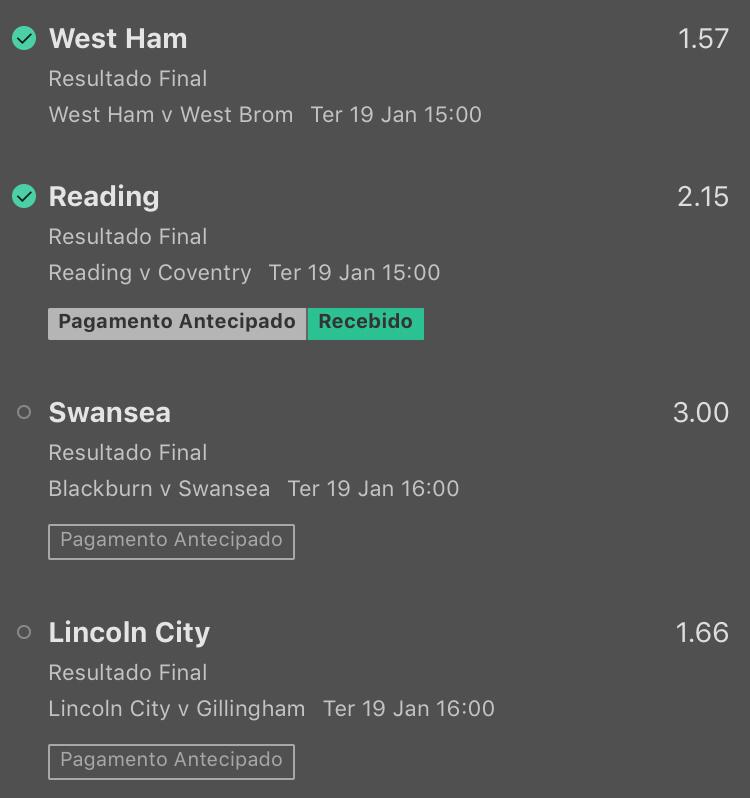 West Ham 1.57
Resultado Final
West Ham v West Brom Ter 19 Jan 15:00
Reading 2.15
Resultado Final
Reading v Coventry Ter 19 Jan 15:00
Pagamento Antecipado Recebido
Swansea 3.00
Resultado Final
Blackburn v Swansea Ter 19 Jan 16:00
Pagamento Antecipado
Lincoln City 1.66
Resultado Final
Lincoln City v Gillingham Ter 19 Jan 16:00
Pagamento Antecipado